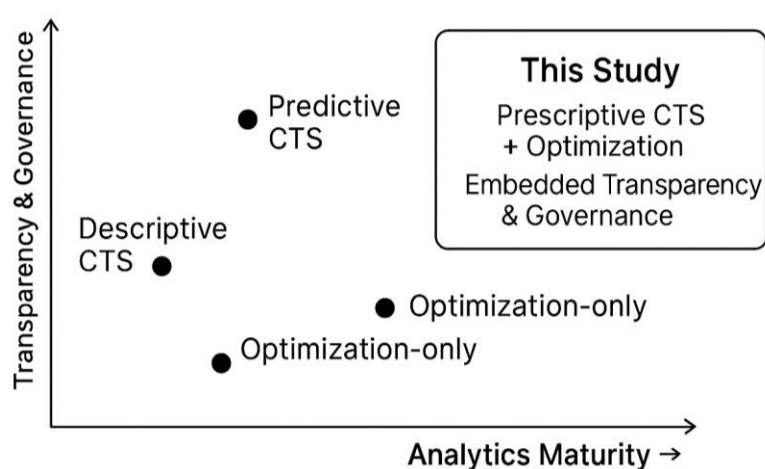 Transparency & Governance
Predictive
CTS
Descriptive
CTS
Optimization-only
Optimization-only
This Study
Prescriptive CTS
+ Optimization
Embedded Transparency
& Governance
Analytics Maturity →